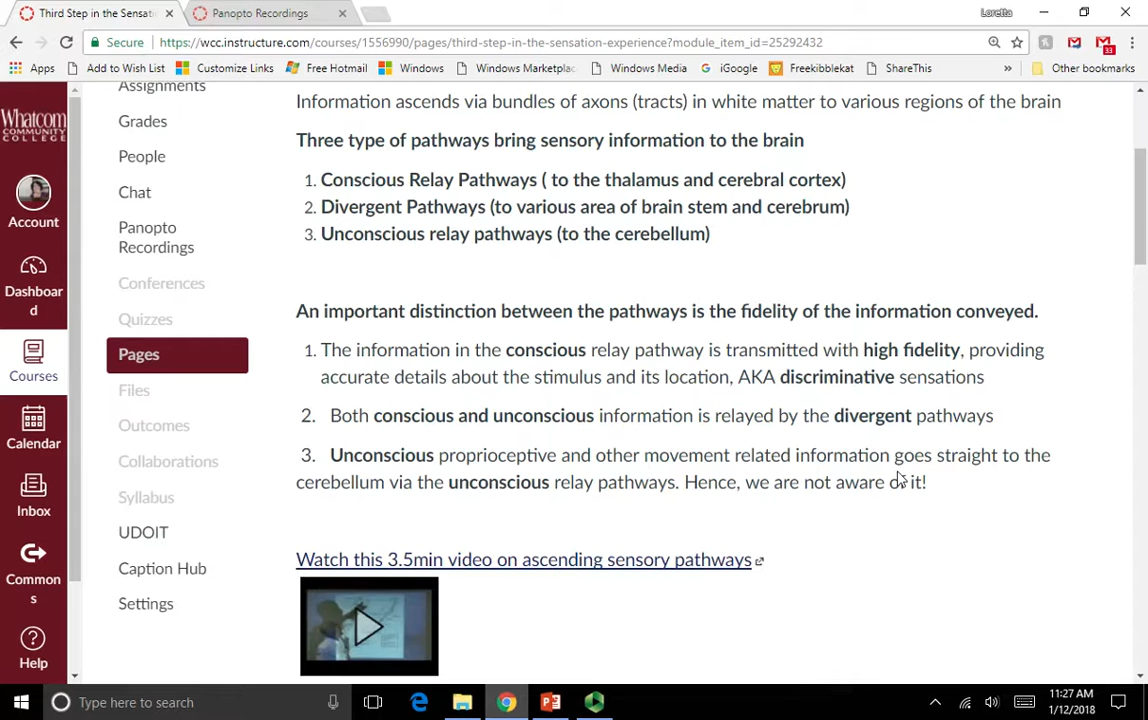 Third Step in the Sensati
Panopto Recordings
Loretta
Secure
https://wcc.instructure.com/courses/1556990/pages/third-step-in-the-sensation-experience?module_item_id=25292432
33
Apps
Add to Wish List
Customize Links
Free Hotmail
Windows
Windows Marketplac
Windows Media
iGoogle
Freekibblekat
ShareThis
»
Other bookmarks
Whatcom
COMMUNITY
COLLEGE
Account
Dashboar
d
Courses
Calendar
Inbox
Common
s
Help
Assignments
Grades
People
Chat
Panopto
Recordings
Conferences
Quizzes
Pages
Files
Outcomes
Collaborations
Syllabus
UDOIT
Caption Hub
Settings
Information ascends via bundles of axons (tracts) in white matter to various regions of the brain
Three type of pathways bring sensory information to the brain
1. Conscious Relay Pathways ( to the thalamus and cerebral cortex)
2. Divergent Pathways (to various area of brain stem and cerebrum)
3. Unconscious relay pathways (to the cerebellum)
An important distinction between the pathways is the fidelity of the information conveyed.
1. The information in the conscious relay pathway is transmitted with high fidelity, providing
accurate details about the stimulus and its location, AKA discriminative sensations
2. Both conscious and unconscious information is relayed by the divergent pathways
3. Unconscious proprioceptive and other movement related information goes straight to the
cerebellum via the unconscious relay pathways. Hence, we are not aware of it!
Watch this 3.5min video on ascending sensory pathways
Type here to search
11:27 AM
1/12/2018